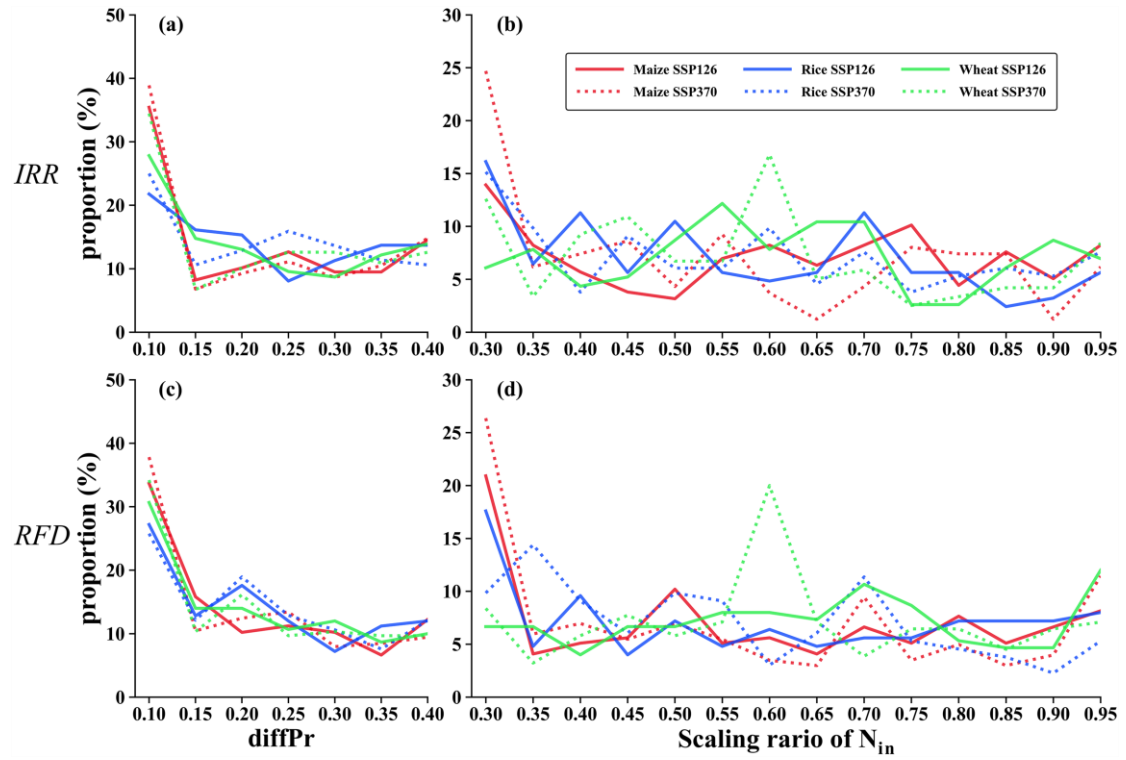 (a)
(b)
50
40
30
20
10
0
proportion (%)
IRR
0.10 0.15 0.20 0.25 0.30 0.35 0.40
30
25
20
15
10
5
0
Maize SSP126 Rice SSP126 Wheat SSP126
Maize SSP370 Rice SSP370 Wheat SSP370
0.30 0.35 0.40 0.45 0.50 0.55 0.60 0.65 0.70 0.75 0.80 0.85 0.90 0.95
(c)
(d)
50
40
30
20
10
0
proportion (%)
RFD
0.10 0.15 0.20 0.25 0.30 0.35 0.40
diffPr
30
25
20
15
10
5
0
0.30 0.35 0.40 0.45 0.50 0.55 0.60 0.65 0.70 0.75 0.80 0.85 0.90 0.95
Scaling rario of N_in